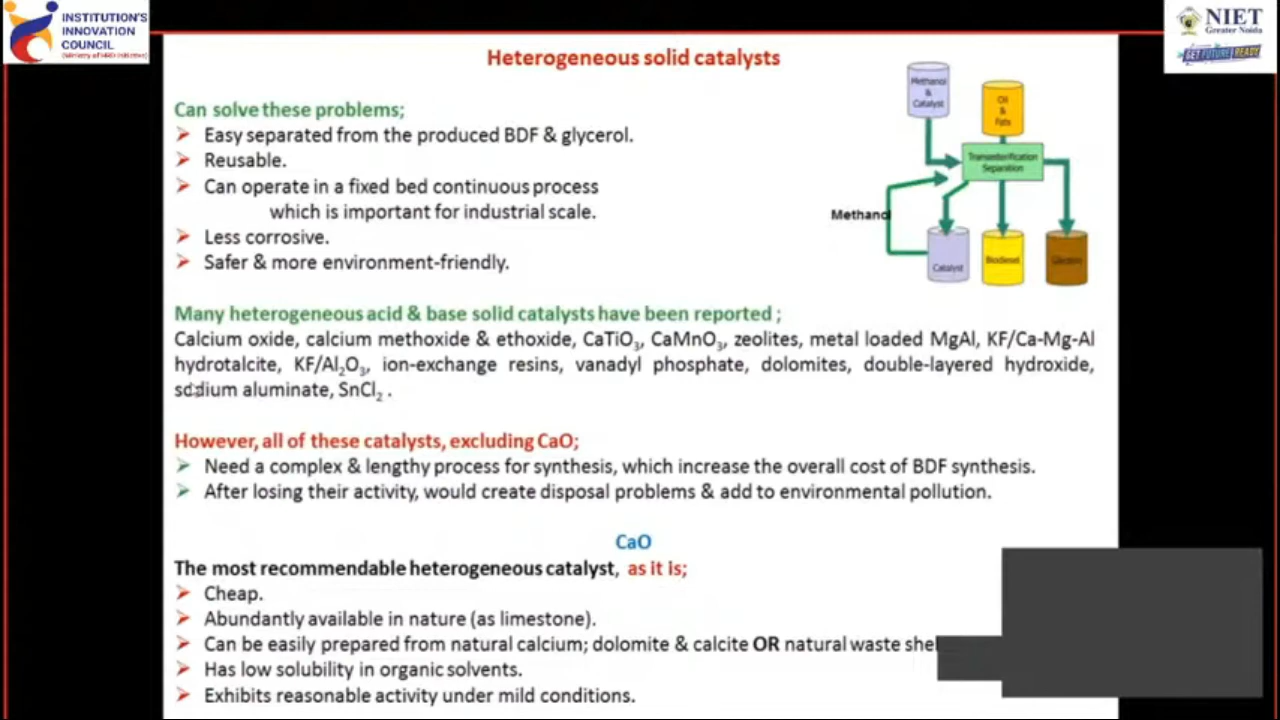 INSTITUTION'S
INNOVATION
COUNCIL
(Ministry of HRD Initiative)
NIET
Greater Noida
GET FUTURE READY
Heterogeneous solid catalysts
Can solve these problems;
Easy separated from the produced BDF & glycerol.
Reusable.
Can operate in a fixed bed continuous process
which is important for industrial scale.
Less corrosive.
Safer & more environment-friendly.
Methanol
&
Catalyst
Oil
&
Fats
Transesterification
Separation
Methanol
Catalyst
Biodiesel
Glycerol
Many heterogeneous acid & base solid catalysts have been reported ;
Calcium oxide, calcium methoxide & ethoxide, CaTiO3, CaMnO3, zeolites, metal loaded MgAl, KF/Ca-Mg-Al
hydrotalcite, KF/Al2O3, ion-exchange resins, vanadyl phosphate, dolomites, double-layered hydroxide,
sodium aluminate, SnCl2 .
However, all of these catalysts, excluding CaO;
Need a complex & lengthy process for synthesis, which increase the overall cost of BDF synthesis.
After losing their activity, would create disposal problems & add to environmental pollution.
CaO
The most recommendable heterogeneous catalyst, as it is;
Cheap.
Abundantly available in nature (as limestone).
Can be easily prepared from natural calcium; dolomite & calcite OR natural waste
Has low solubility in organic solvents.
Exhibits reasonable activity under mild conditions.